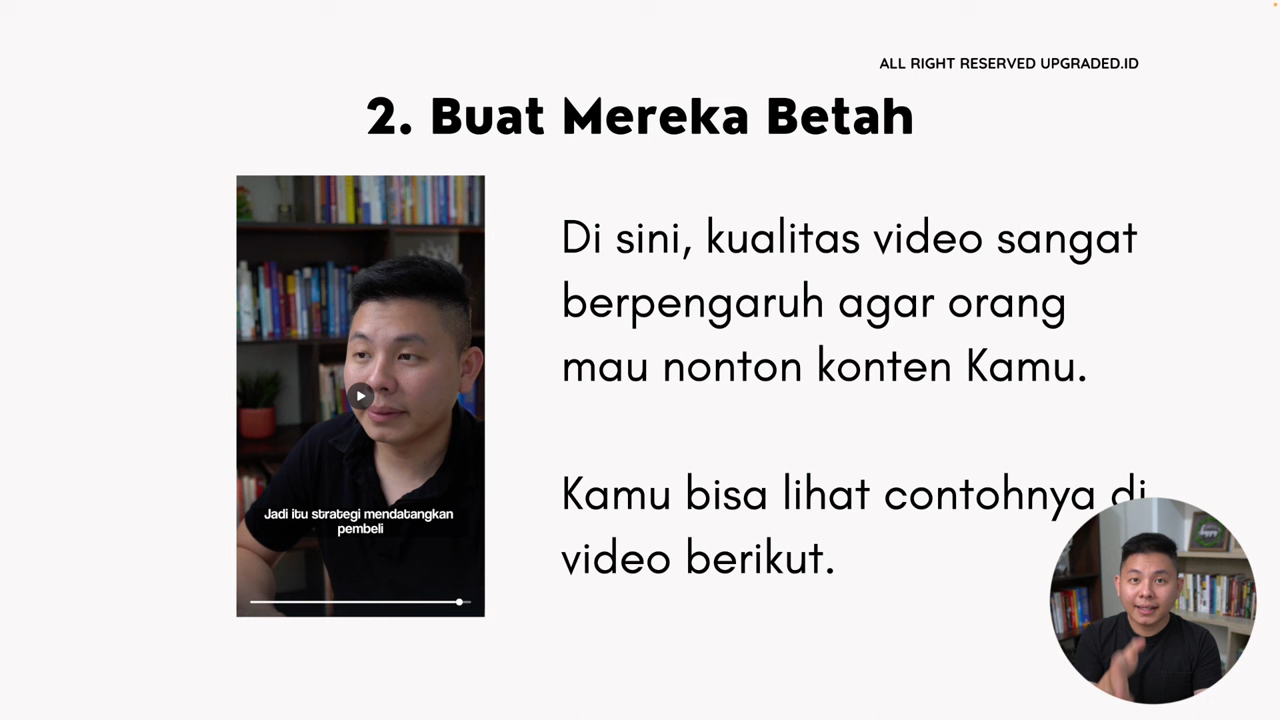 ALL RIGHT RESERVED UPGRADED.ID
2. Buat Mereka Betah
Di sini, kualitas video sangat
berpengaruh agar orang
mau nonton konten Kamu.
Kamu bisa lihat contohnya di
video berikut.
Jadi itu strategi mendatangkan
pembeli